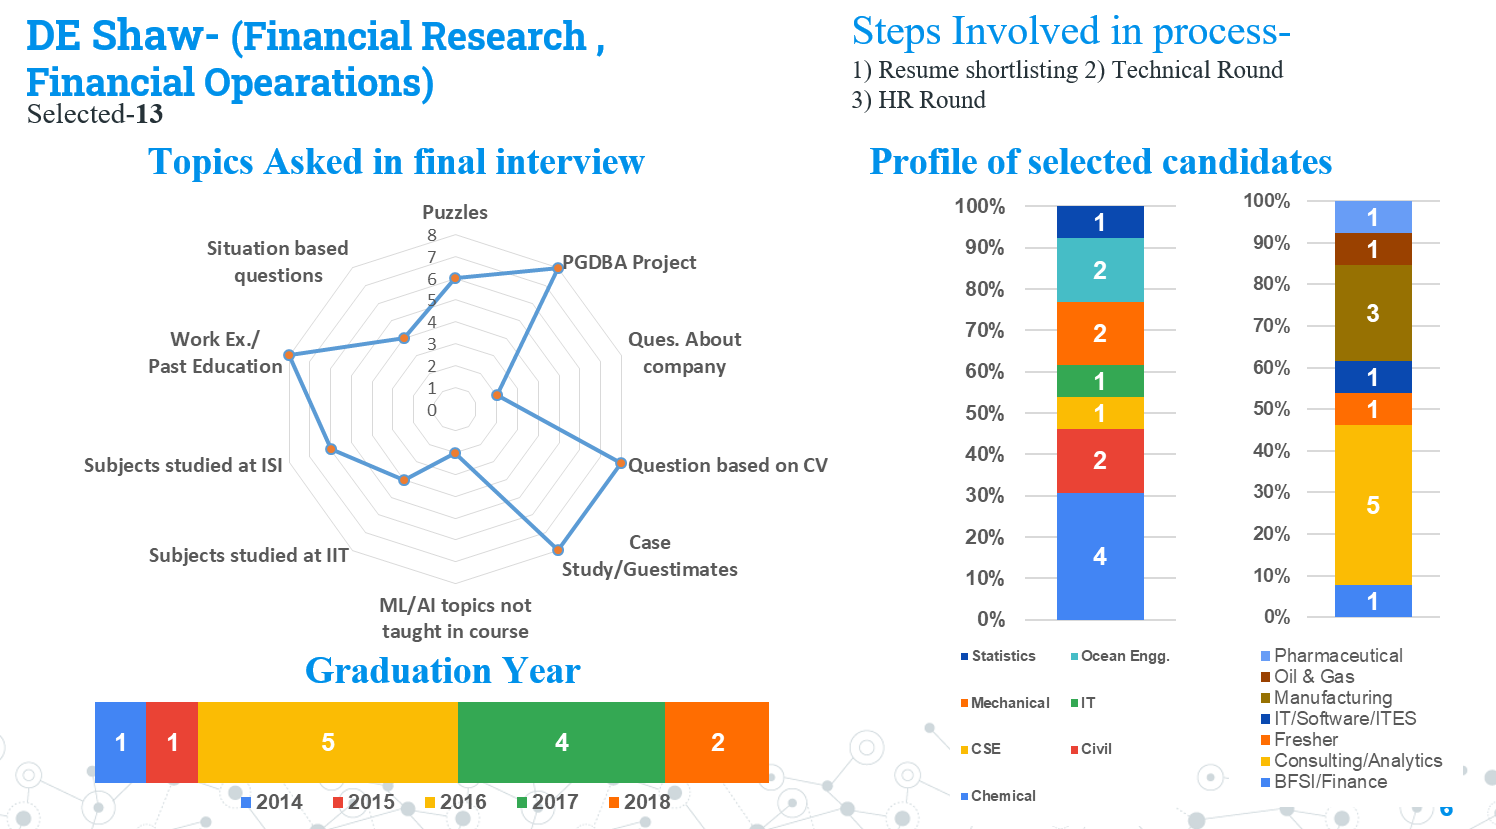 DE Shaw- (Financial Research ,
Financial Opearations)
Selected-13
Steps Involved in process-
1) Resume shortlisting 2) Technical Round
3) HR Round
Topics Asked in final interview
Puzzles
PGDBA Project
Ques. About
company
Question based on CV
Case
Study/Guestimates
ML/AI topics not
taught in course
Subjects studied at IIT
Subjects studied at ISI
Work Ex./
Past Education
Situation based
questions
8
7
6
5
4
3
2
1
0
Graduation Year
1 1 5 4 2
2014 2015 2016 2017 2018
Profile of selected candidates
100%
90%
80%
70%
60%
50%
40%
30%
20%
10%
0%
1
2
2
1
1
2
4
Statistics Ocean Engg.
Mechanical IT
CSE Civil
Chemical
100%
90%
80%
70%
60%
50%
40%
30%
20%
10%
0%
1
1
3
1
1
5
1
Pharmaceutical
Oil & Gas
Manufacturing
IT/Software/ITES
Fresher
Consulting/Analytics
BFSI/Finance
6